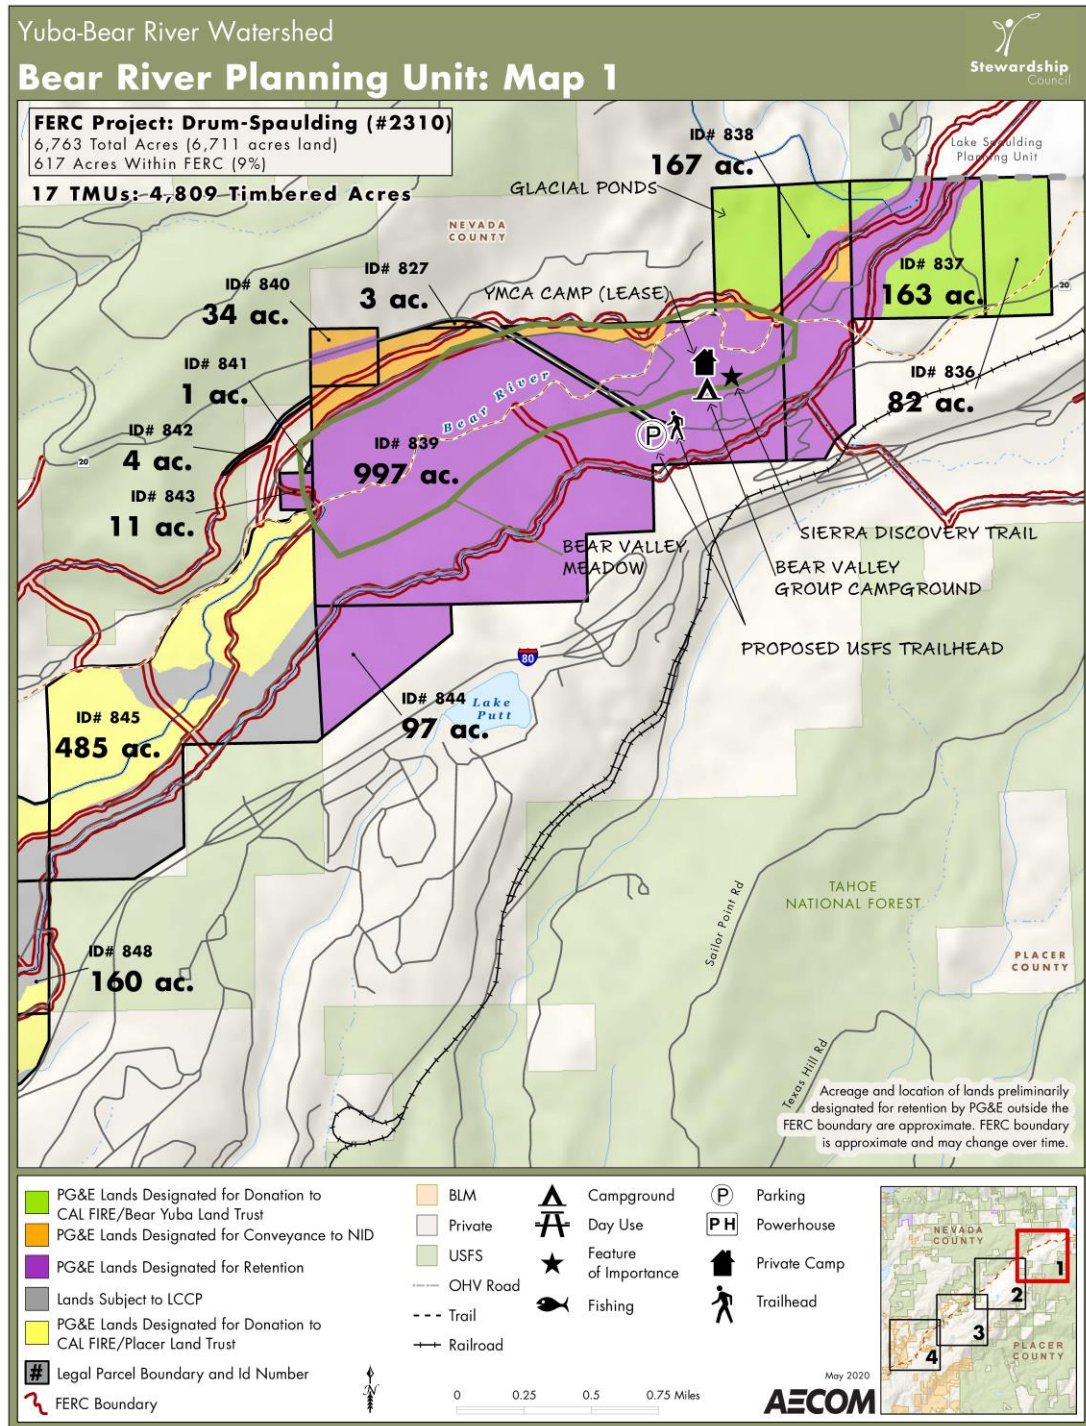 Yuba-Bear River Watershed
Bear River Planning Unit: Map 1
Stewardship
Council
FERC Project: Drum-Spaulding (#2310)
6,763 Total Acres (6,711 acres land)
617 Acres Within FERC (9%)
17 TMUs: 4,809 Timbered Acres
ID# 838
167 ac.
Lake Spaulding
Planning Unit
GLACIAL PONDS
NEVADA
COUNTY
ID# 827
3 ac.
ID# 840
34 ac.
YMCA CAMP (LEASE)
ID# 837
163 ac.
20
ID# 841
1 ac.
Bear River
ID# 836
82 ac.
ID# 842
4 ac.
20
ID# 839
997 ac.
P
ID# 843
11 ac.
SIERRA DISCOVERY TRAIL
BEAR VALLEY
MEADOW
BEAR VALLEY
GROUP CAMPGROUND
PROPOSED USFS TRAILHEAD
80
ID# 844
97 ac.
Lake
Putt
ID# 845
485 ac.
TAHOE
NATIONAL FOREST
Sailor Point Rd
ID# 848
160 ac.
PLACER
COUNTY
Texas Hill Rd
Acreage and location of lands preliminarily
designated for retention by PG&E outside the
FERC boundary are approximate. FERC boundary
is approximate and may change over time.
PG&E Lands Designated for Donation to
CAL FIRE/Bear Yuba Land Trust
PG&E Lands Designated for Conveyance to NID
PG&E Lands Designated for Retention
Lands Subject to LCCP
PG&E Lands Designated for Donation to
CAL FIRE/Placer Land Trust
# Legal Parcel Boundary and Id Number
FERC Boundary
BLM
Private
USFS
OHV Road
Trail
Railroad
Campground
Day Use
Feature
of Importance
Fishing
P Parking
PH Powerhouse
Private Camp
Trailhead
N
0 0.25 0.5 0.75 Miles
May 2020
AECOM
NEVADA
COUNTY
1
2
3
4
PLACER
COUNTY